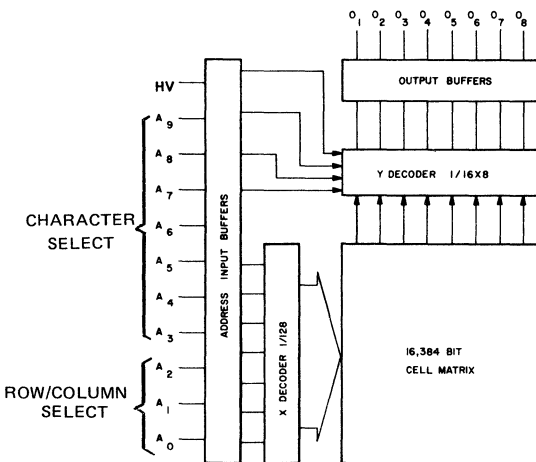 O1 O2 O3 O4 O5 O6 O7 O8
OUTPUT BUFFERS
HV
A9
A8
A7
A6
A5
A4
A3
A2
A1
A0
CHARACTER
SELECT
ROW/COLUMN
SELECT
ADDRESS INPUT BUFFERS
Y DECODER 1/16X8
X DECODER 1/128
16,384 BIT
CELL MATRIX